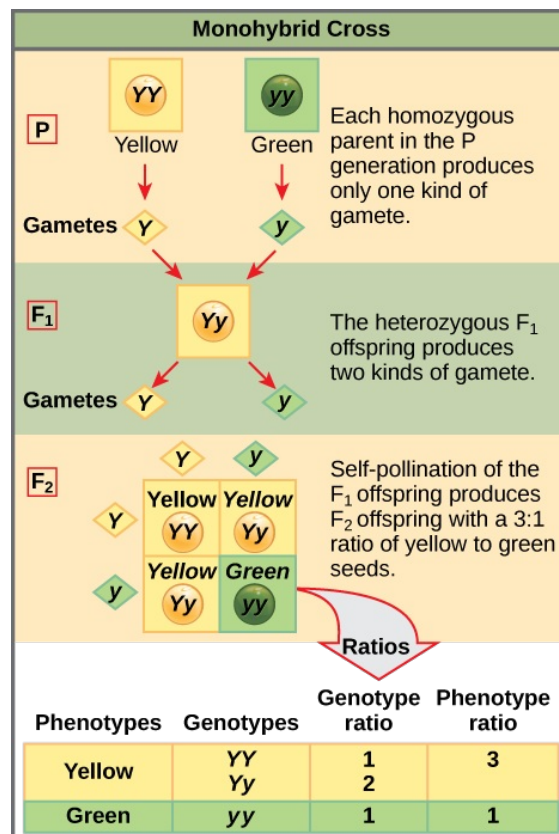 Monohybrid Cross
P
YY
yy
Yellow
Green
Each homozygous
parent in the P
generation produces
only one kind of
gamete.
Gametes
Y
y
F1
Yy
The heterozygous F1
offspring produces
two kinds of gamete.
Gametes
Y
y
F2
Y
y
Y
Yellow
YY
Yellow
Yy
y
Yellow
Yy
Green
yy
Self-pollination of the
F1 offspring produces
F2 offspring with a 3:1
ratio of yellow to green
seeds.
Ratios
Phenotypes
Genotypes
Genotype
ratio
Phenotype
ratio
Yellow
YY
1
3
Yy
2
Green
yy
1
1